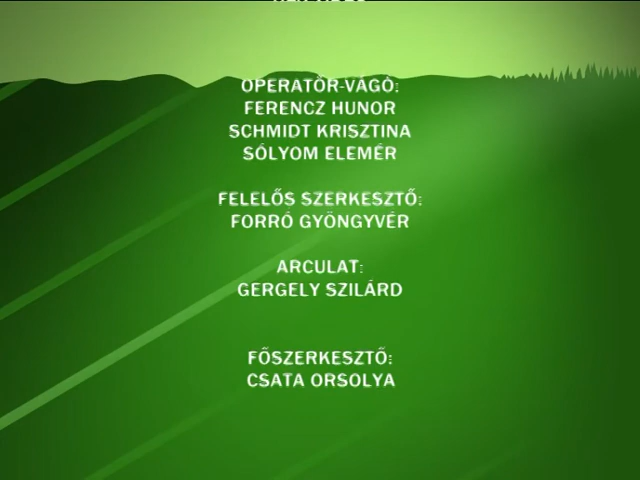 OPERATŐR-VÁGÓ:
FERENCZ HUNOR
SCHMIDT KRISZTINA
SÓLYOM ELEMÉR
FELELŐS SZERKESZTŐ:
FORRÓ GYÖNGYVÉR
ARCULAT:
GERGELY SZILÁRD
FŐSZERKESZTŐ:
CSATA ORSOLYA